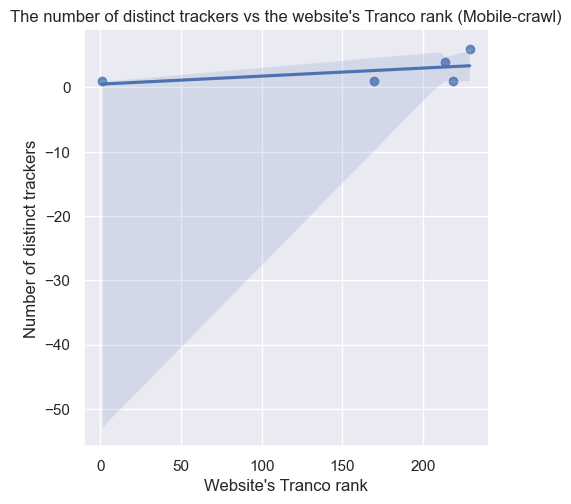 The number of distinct trackers vs the website's Tranco rank (Mobile-crawl)
Number of distinct trackers
0
−10
−20
−30
−40
−50
0 50 100 150 200
Website's Tranco rank